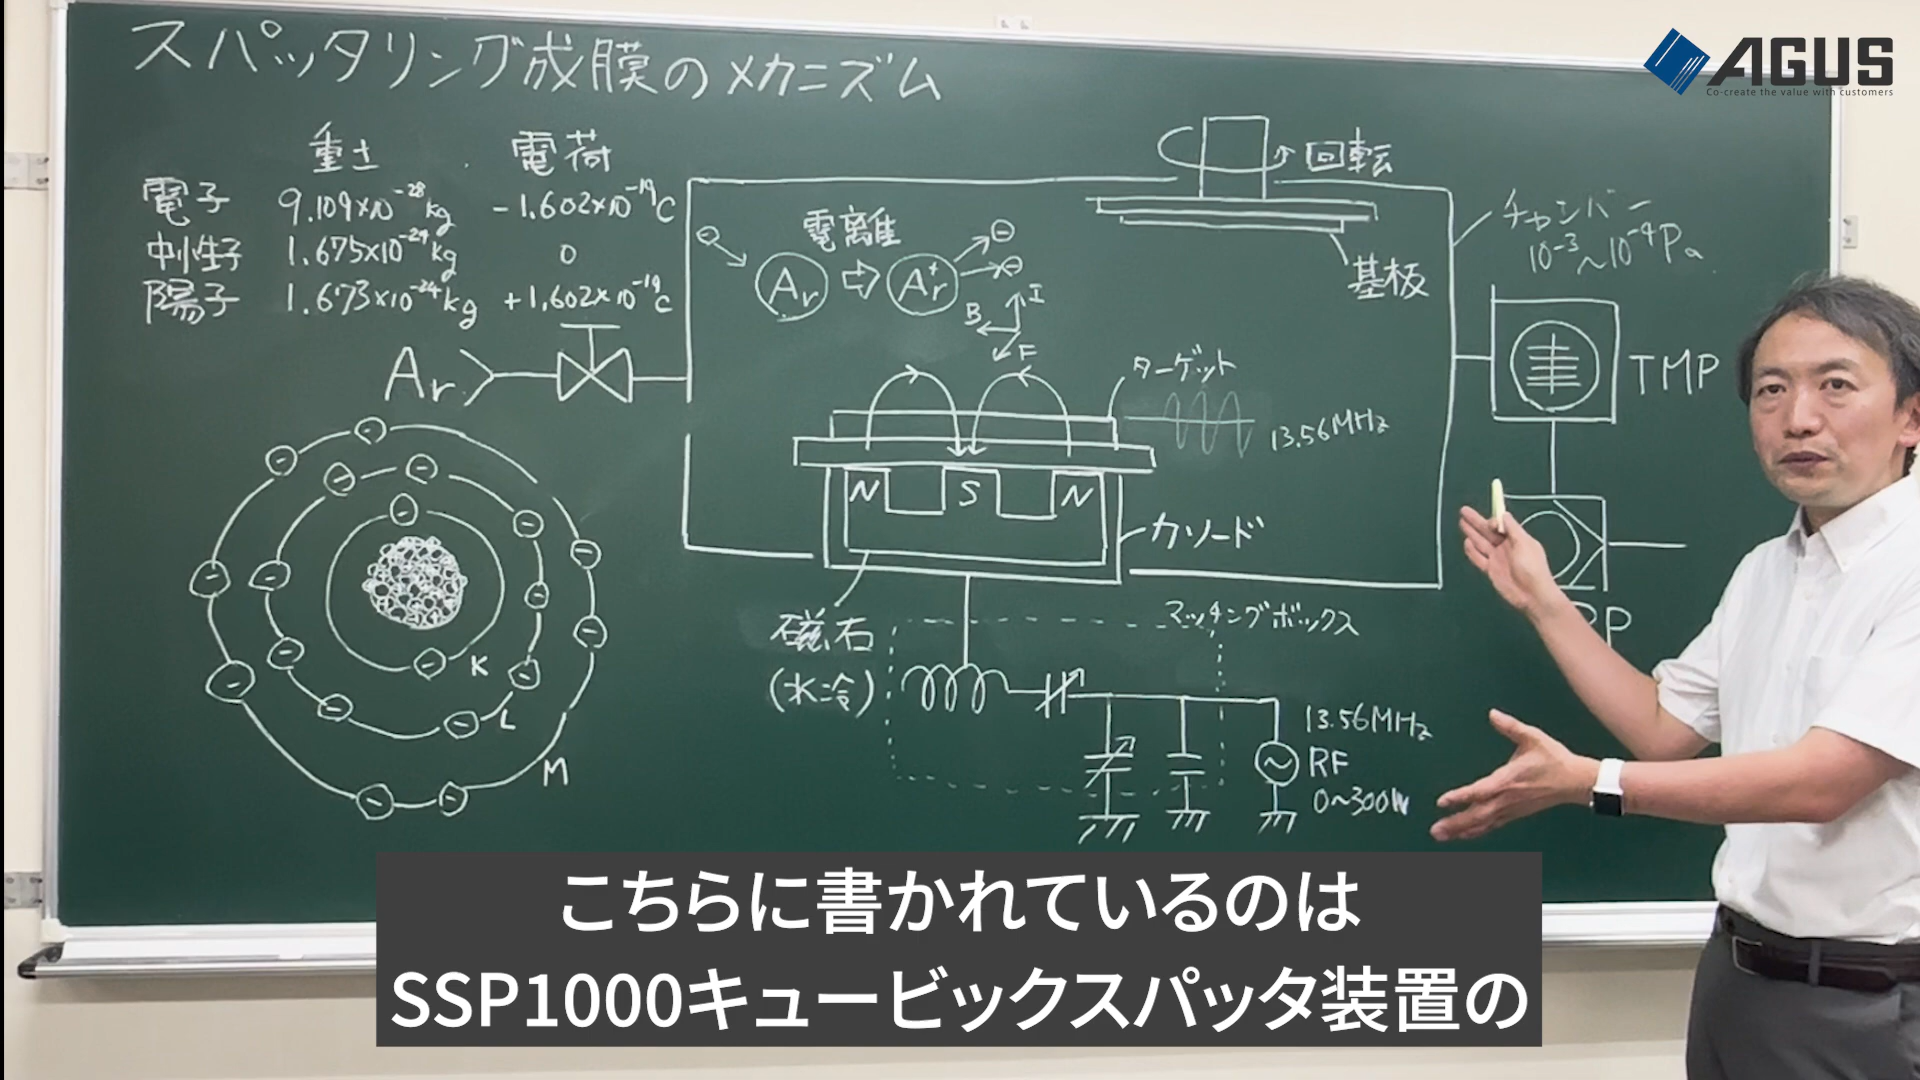 スパッタリング成膜のメカニズム
AGUS
Co-create the value with customers
重さ 電荷
電子 9.109×10⁻²⁸kg -1.602×10⁻¹⁹C
中性子 1.675×10⁻²⁴kg 0
陽子 1.673×10⁻²⁴kg +1.602×10⁻¹⁹C
回転
チャンバー
10⁻³~10⁻⁴Pa
電離
Ar ⇨ Ar⁺
基板
B I F
Ar
ターゲット
13.56MHz
TMP
N S N
カソード
RP
磁石
(水冷)
マッチングボックス
K
L
M
13.56MHz
RF
0~300W
こちらに書かれているのは
SSP1000キュービックスパッタ装置の